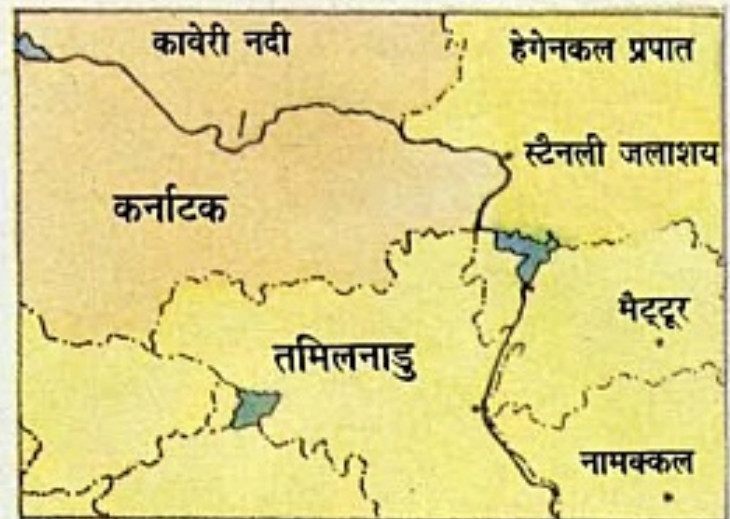 कावेरी नदी
हेगेनकल प्रपात
स्टैनली जलाशय
कर्नाटक
मैट्टूर
तमिलनाडु
नामक्कल